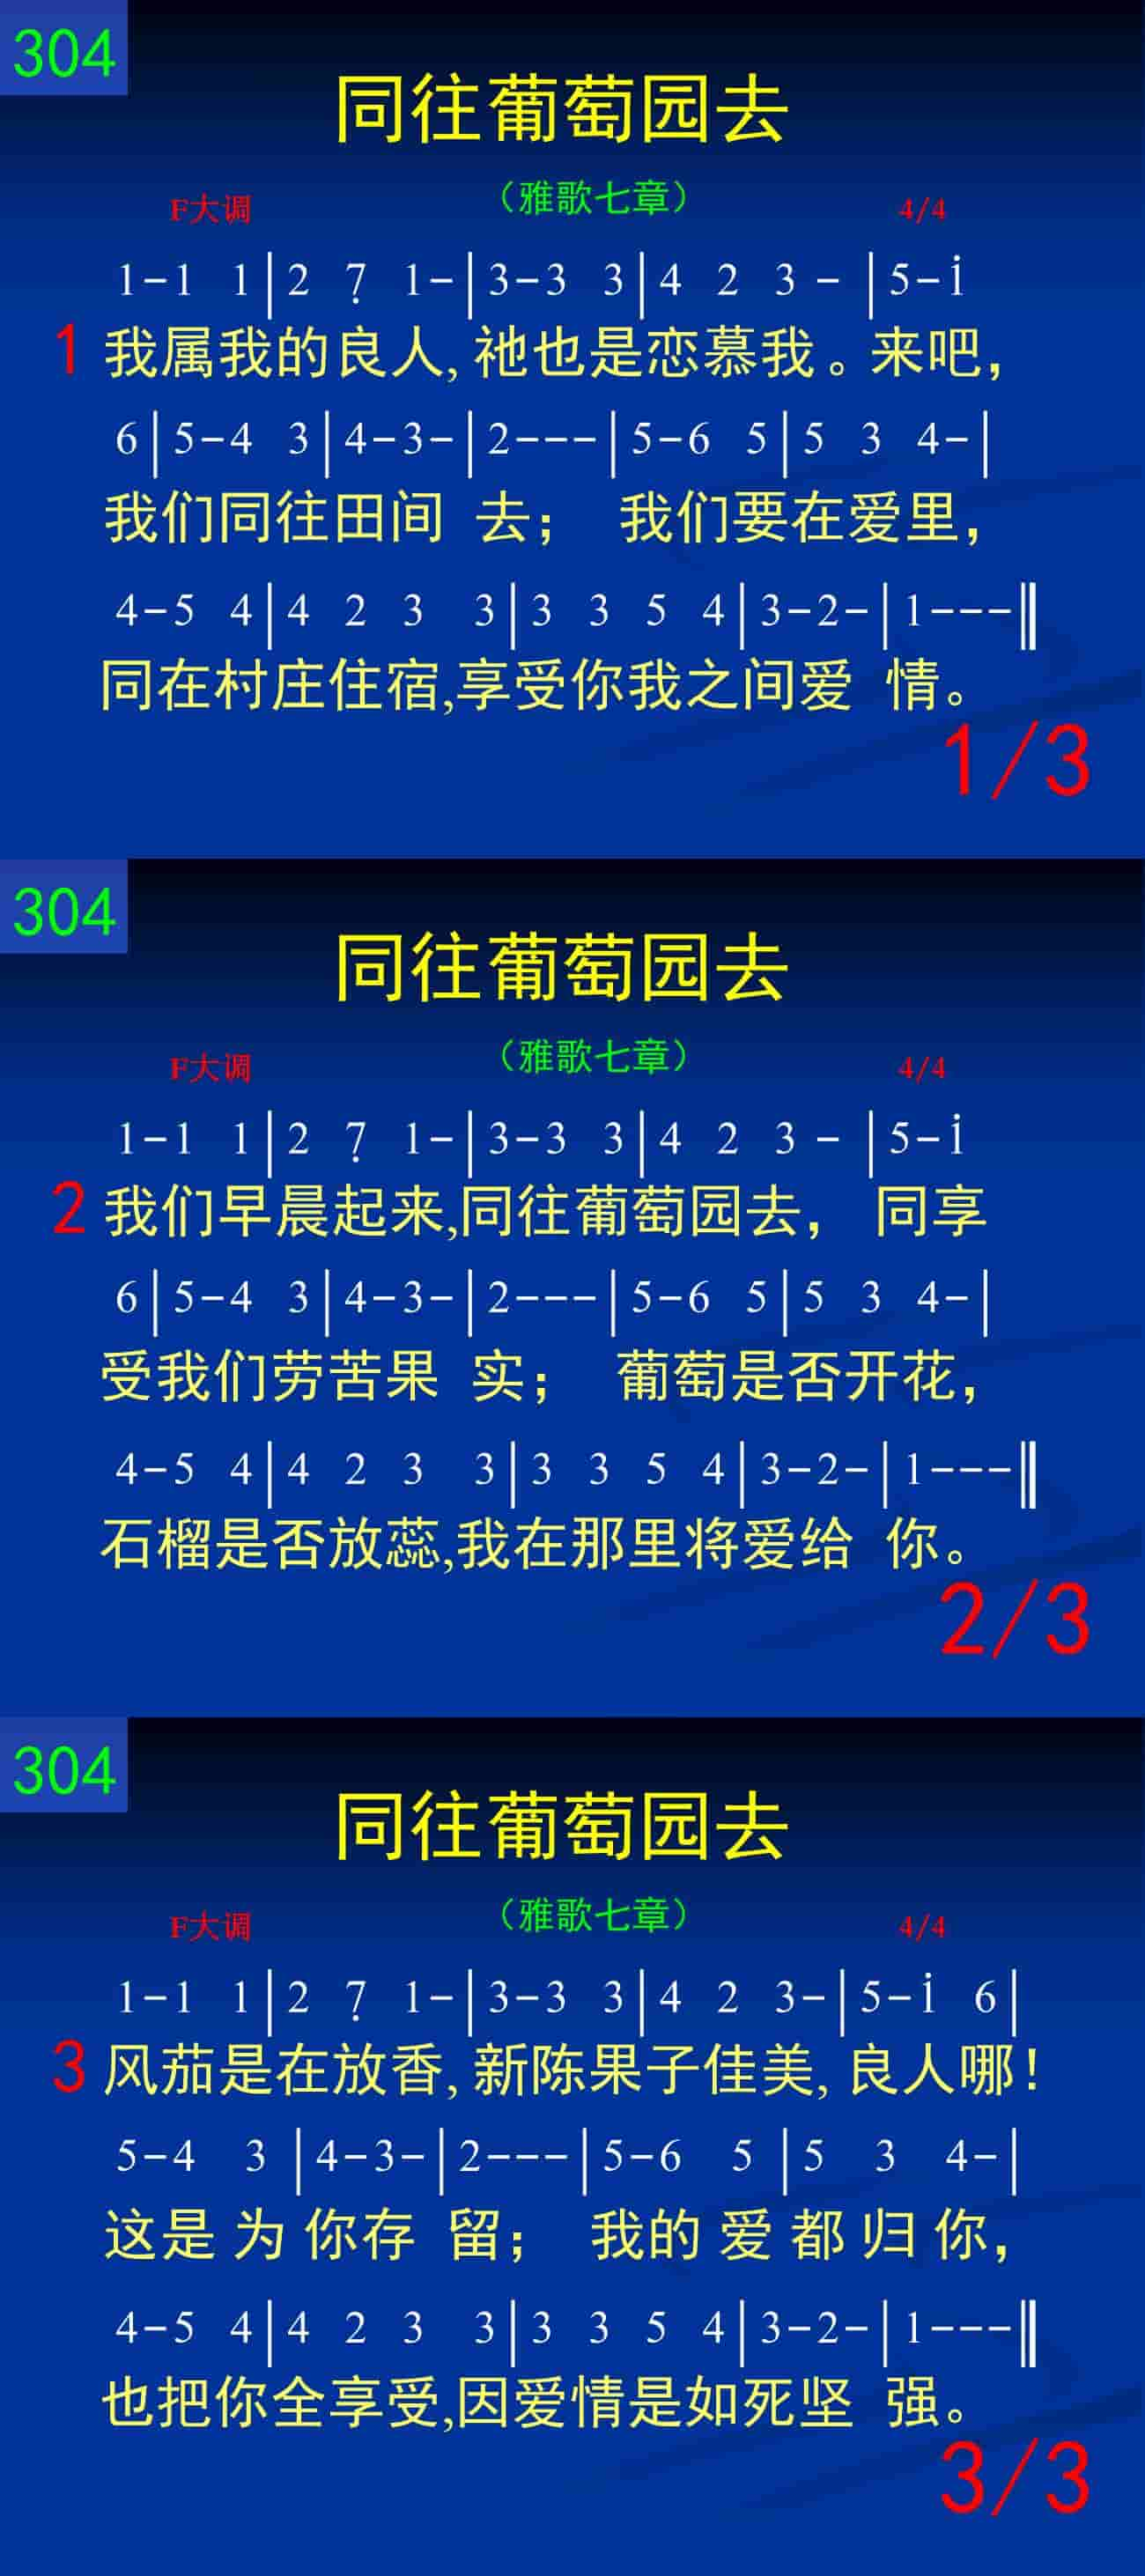 304
同往葡萄园去
F大调 （雅歌七章） 4/4
1-1 1|2 7̣ 1-|3-3 3|4 2 3 - |5-i̇
1 我属我的良人, 祂也是恋慕我。来吧，
6|5-4 3|4-3-|2---|5-6 5|5 3 4-|
我们同往田间 去； 我们要在爱里，
4-5 4|4 2 3 3|3 3 5 4|3-2-|1---‖
同在村庄住宿,享受你我之间爱 情。
1/3
304
同往葡萄园去
F大调 （雅歌七章） 4/4
1-1 1|2 7̣ 1-|3-3 3|4 2 3 - |5-i̇
2 我们早晨起来,同往葡萄园去， 同享
6|5-4 3|4-3-|2---|5-6 5|5 3 4-|
受我们劳苦果 实； 葡萄是否开花，
4-5 4|4 2 3 3|3 3 5 4|3-2-|1---‖
石榴是否放蕊,我在那里将爱给 你。
2/3
304
同往葡萄园去
F大调 （雅歌七章） 4/4
1-1 1|2 7̣ 1-|3-3 3|4 2 3-|5-i̇ 6|
3 风茄是在放香, 新陈果子佳美, 良人哪！
5-4 3 |4-3-|2---|5-6 5 |5 3 4-|
这是 为 你存 留； 我的 爱 都 归 你，
4-5 4|4 2 3 3|3 3 5 4|3-2-|1---‖
也把你全享受,因爱情是如死坚 强。
3/3